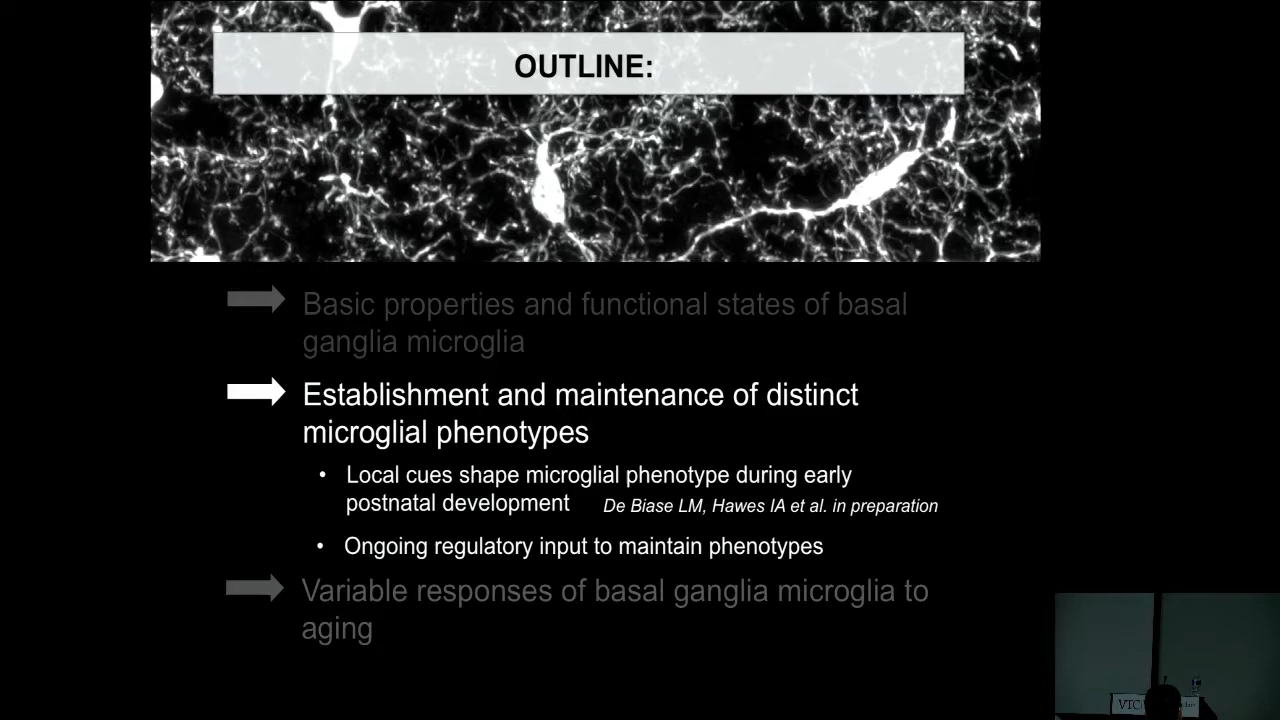 OUTLINE:
Basic properties and functional states of basal
ganglia microglia
Establishment and maintenance of distinct
microglial phenotypes
• Local cues shape microglial phenotype during early
postnatal development De Biase LM, Hawes IA et al. in preparation
• Ongoing regulatory input to maintain phenotypes
Variable responses of basal ganglia microglia to
aging
VTC